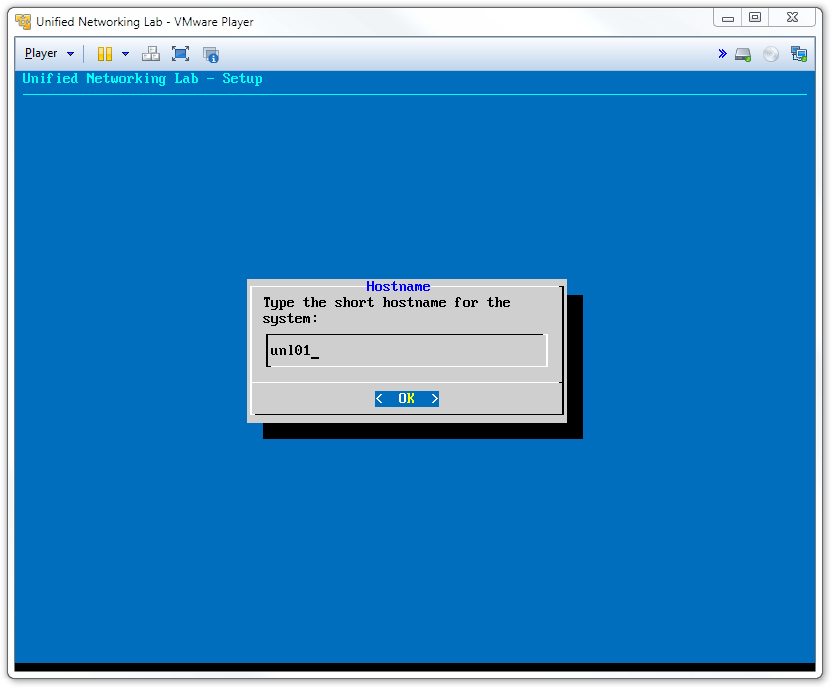 Unified Networking Lab - VMware Player
Player
Unified Networking Lab - Setup
Hostname
Type the short hostname for the
system:
unl01_
< OK >